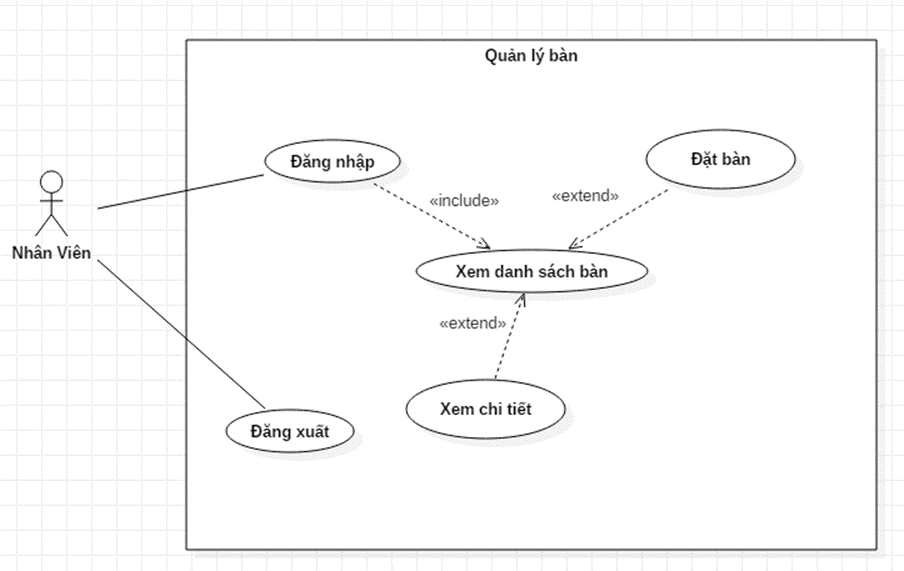 Quản lý bàn
Đăng nhập
Đặt bàn
«include»
«extend»
Nhân Viên
Xem danh sách bàn
«extend»
Xem chi tiết
Đăng xuất